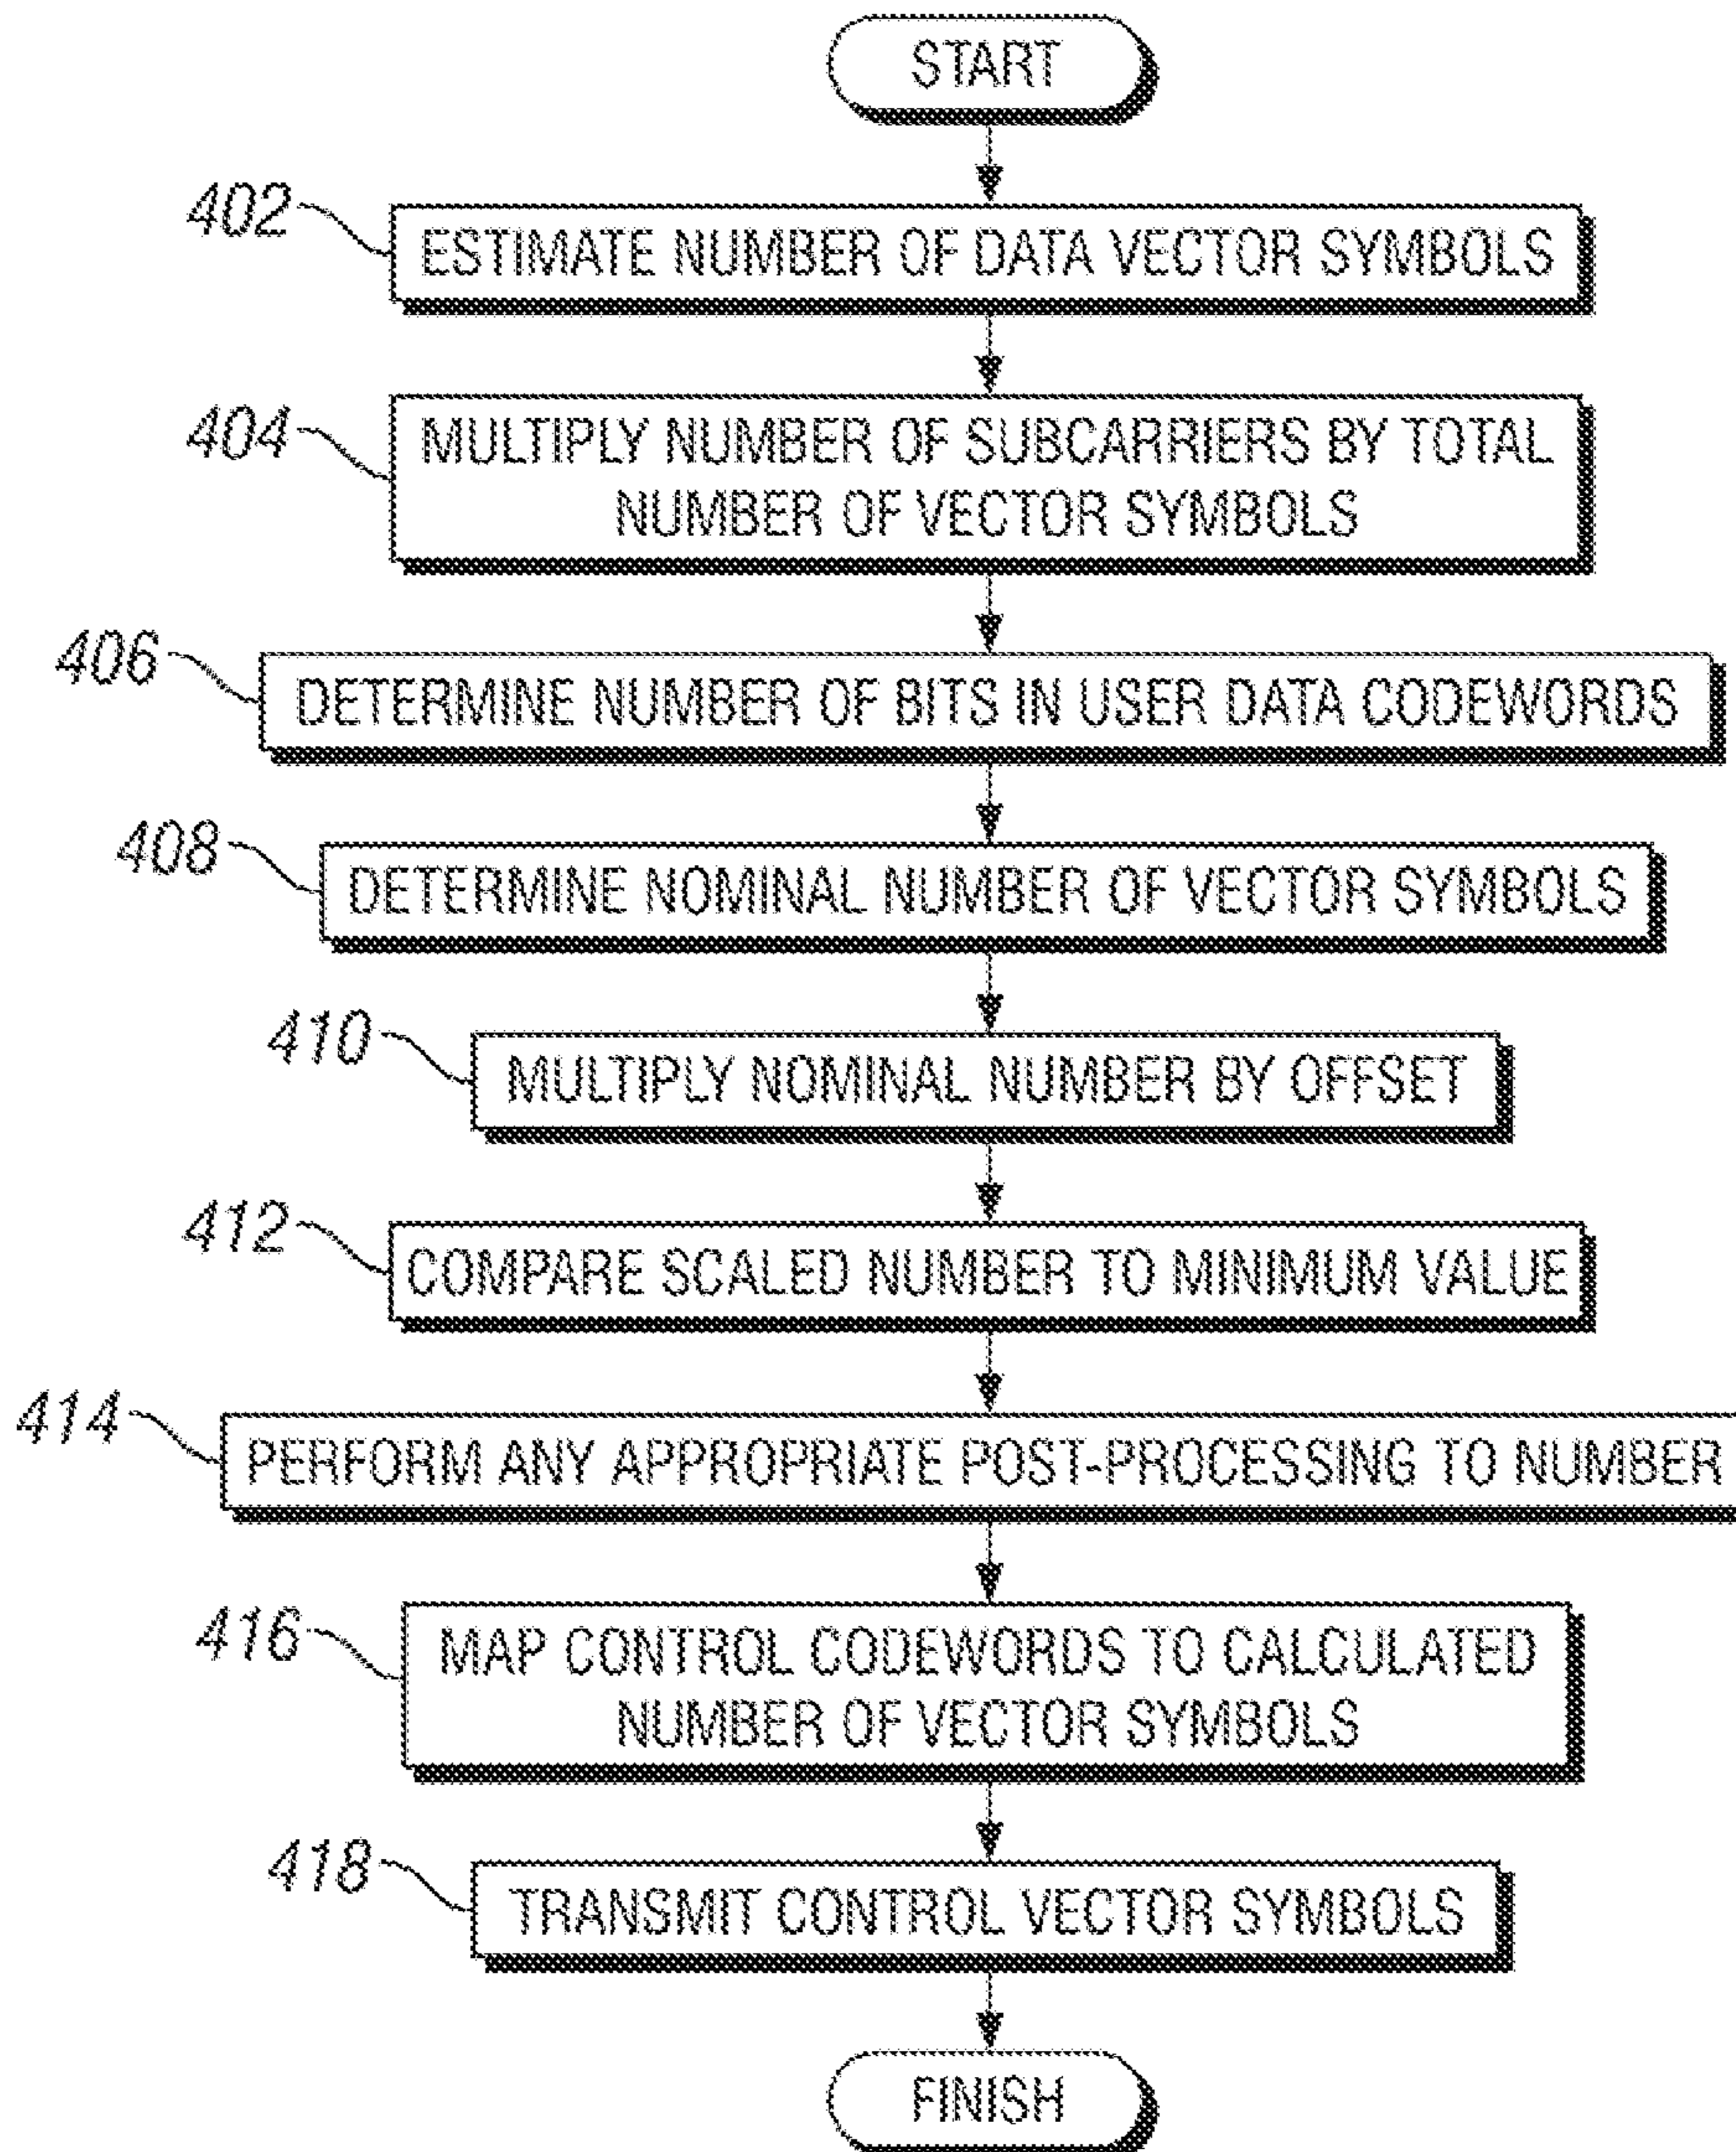 START
402
ESTIMATE NUMBER OF DATA VECTOR SYMBOLS
404
MULTIPLY NUMBER OF SUBCARRIERS BY TOTAL
NUMBER OF VECTOR SYMBOLS
406
DETERMINE NUMBER OF BITS IN USER DATA CODEWORDS
408
DETERMINE NOMINAL NUMBER OF VECTOR SYMBOLS
410
MULTIPLY NOMINAL NUMBER BY OFFSET
412
COMPARE SCALED NUMBER TO MINIMUM VALUE
414
PERFORM ANY APPROPRIATE POST-PROCESSING TO NUMBER
416
MAP CONTROL CODEWORDS TO CALCULATED
NUMBER OF VECTOR SYMBOLS
418
TRANSMIT CONTROL VECTOR SYMBOLS
FINISH